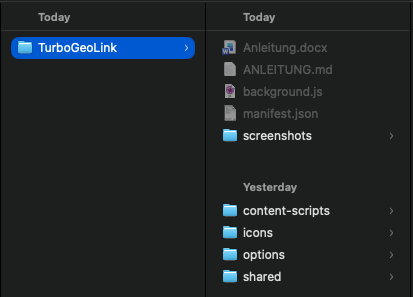 Today
TurboGeoLink
Today
Anleitung.docx
ANLEITUNG.md
background.js
manifest.json
screenshots
Yesterday
content-scripts
icons
options
shared